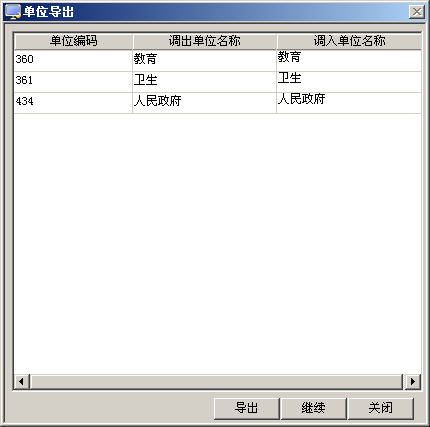 单位导出
单位编码 调出单位名称 调入单位名称
360 教育 教育
361 卫生 卫生
434 人民政府 人民政府
导出 继续 关闭